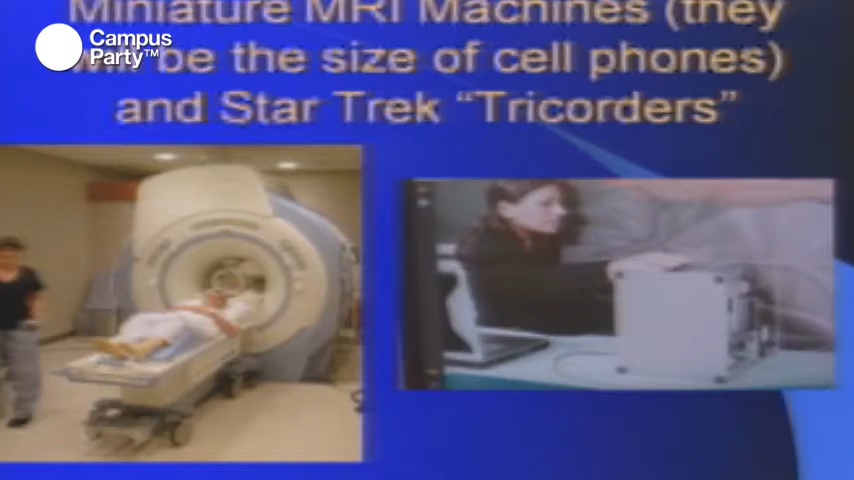 Miniature MRI Machines (they
will be the size of cell phones)
and Star Trek “Tricorders”
Campus
Party™